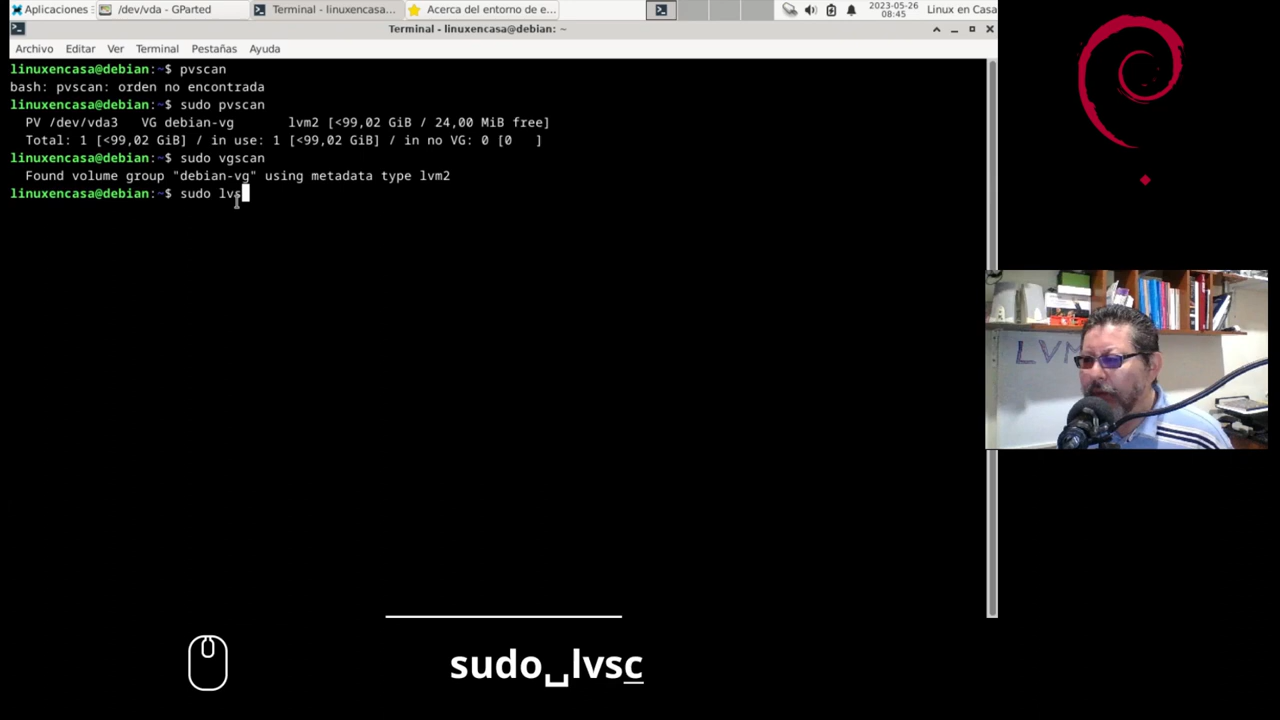 Aplicaciones
/dev/vda - GParted
Terminal - linuxencasa...
Acerca del entorno de e...
2023-05-26
08:45
Linux en Casa
Terminal - linuxencasa@debian: ~
Archivo Editar Ver Terminal Pestañas Ayuda
linuxencasa@debian:~$ pvscan
bash: pvscan: orden no encontrada
linuxencasa@debian:~$ sudo pvscan
PV /dev/vda3 VG debian-vg lvm2 [<99,02 GiB / 24,00 MiB free]
Total: 1 [<99,02 GiB] / in use: 1 [<99,02 GiB] / in no VG: 0 [0 ]
linuxencasa@debian:~$ sudo vgscan
Found volume group "debian-vg" using metadata type lvm2
linuxencasa@debian:~$ sudo lvs
LVM
sudo␣lvsc